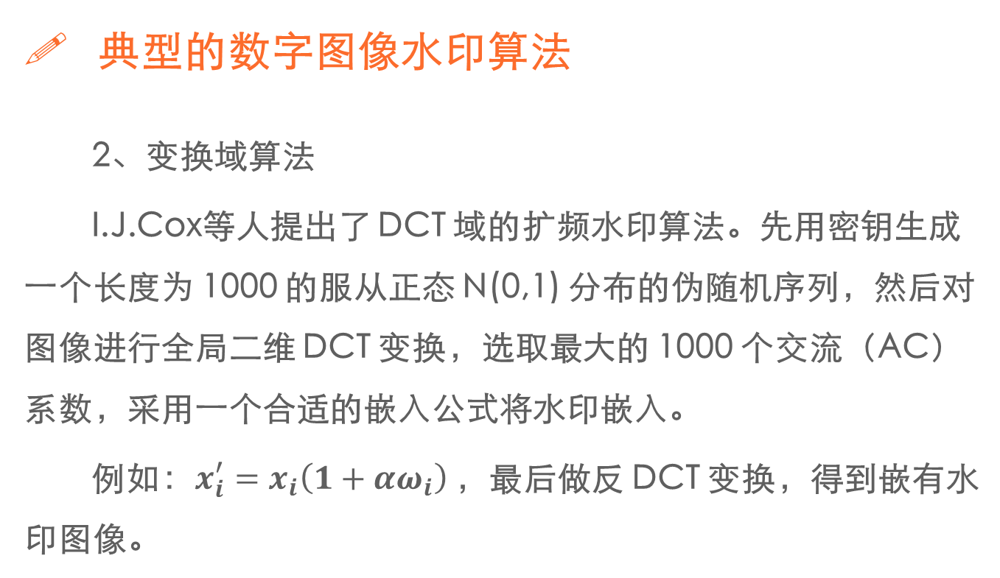 典型的数字图像水印算法
2、变换域算法
I.J.Cox等人提出了 DCT 域的扩频水印算法。先用密钥生成
一个长度为 1000 的服从正态 N(0,1) 分布的伪随机序列，然后对
图像进行全局二维 DCT 变换，选取最大的 1000 个交流（AC）
系数，采用一个合适的嵌入公式将水印嵌入。
例如：x′ᵢ = xᵢ(1 + αωᵢ) ，最后做反 DCT 变换，得到嵌有水
印图像。